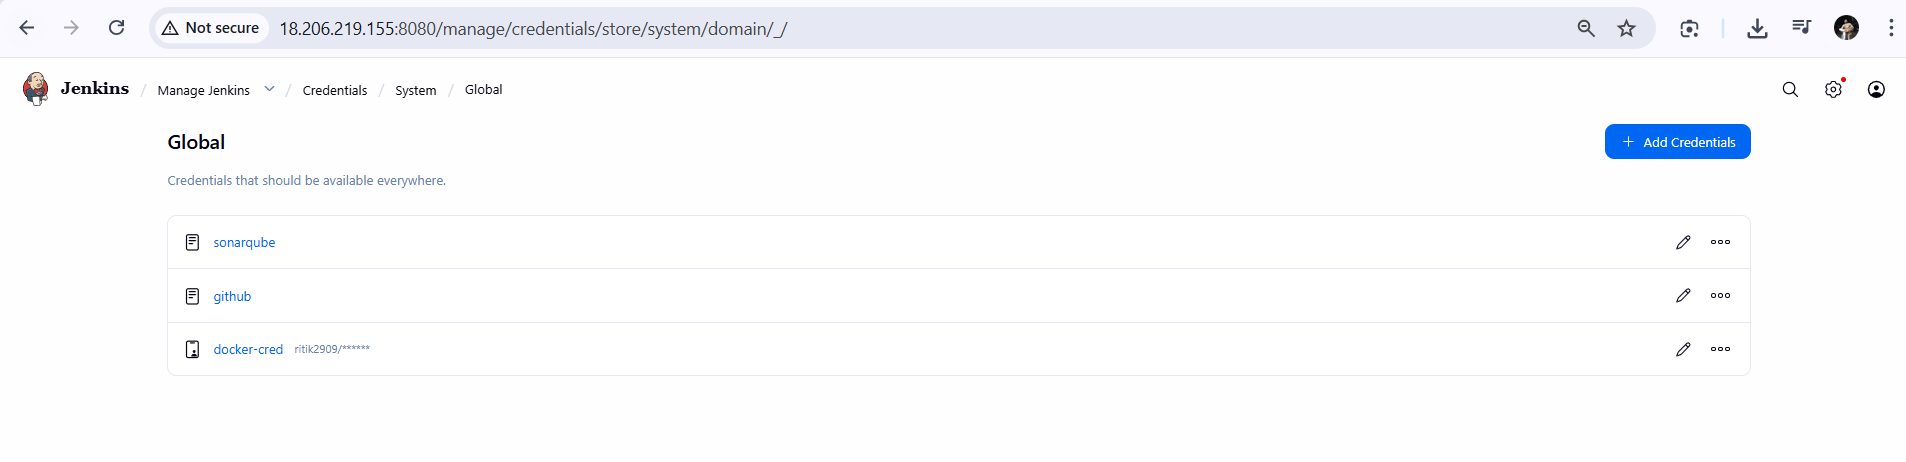 Not secure 18.206.219.155:8080/manage/credentials/store/system/domain/_/
Jenkins / Manage Jenkins / Credentials / System / Global
Global
+ Add Credentials
Credentials that should be available everywhere.
sonarqube
github
docker-cred ritik2909/******